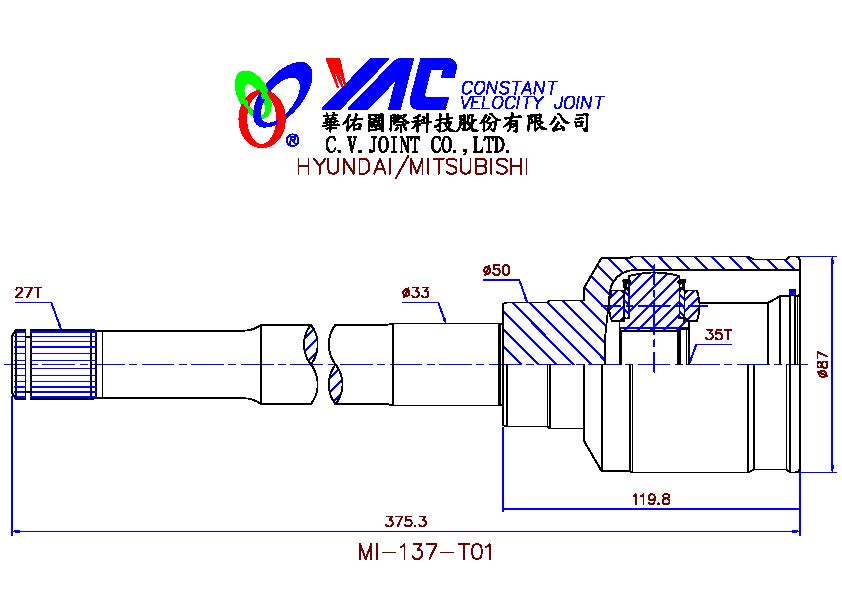 YAC CONSTANT
VELOCITY JOINT
華佑國際科技股份有限公司
®
C.V.JOINT CO.,LTD.
HYUNDAI/MITSUBISHI
ø50
27T
ø33
35T
ø87
119.8
375.3
MI-137-T01